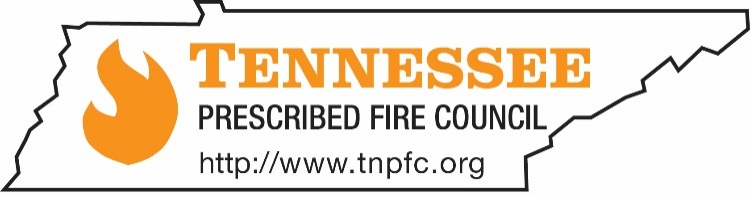 TENNESSEE
PRESCRIBED FIRE COUNCIL
http://www.tnpfc.org